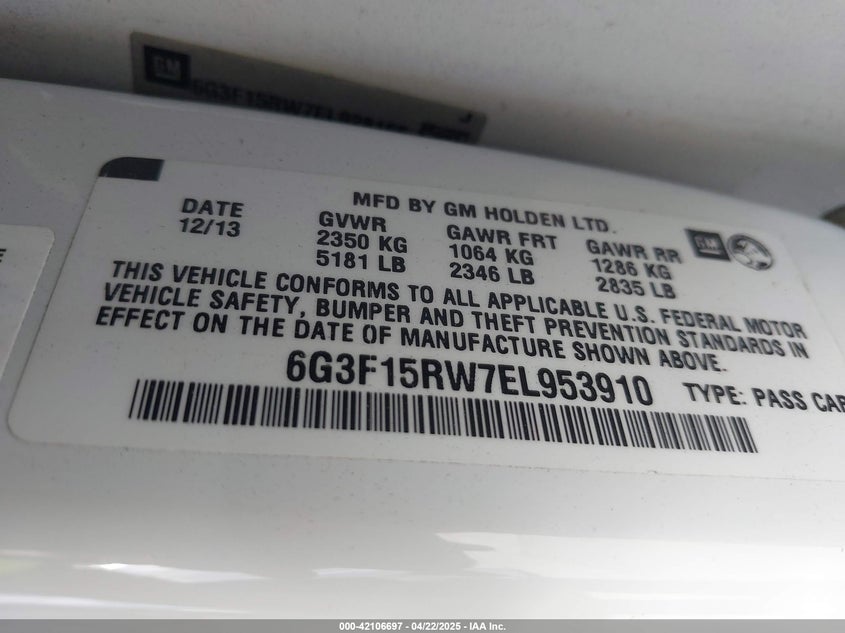 GM
DATE
12/13
MFD BY GM HOLDEN LTD.
GVWR
2350 KG
5181 LB
GAWR FRT
1064 KG
2346 LB
GAWR RR
1286 KG
2835 LB
GM
THIS VEHICLE CONFORMS TO ALL APPLICABLE U.S. FEDERAL MOTOR
VEHICLE SAFETY, BUMPER AND THEFT PREVENTION STANDARDS IN
EFFECT ON THE DATE OF MANUFACTURE SHOWN ABOVE.
6G3F15RW7EL953910
TYPE: PASS CAR
000-42106697 - 04/22/2025 - IAA Inc.